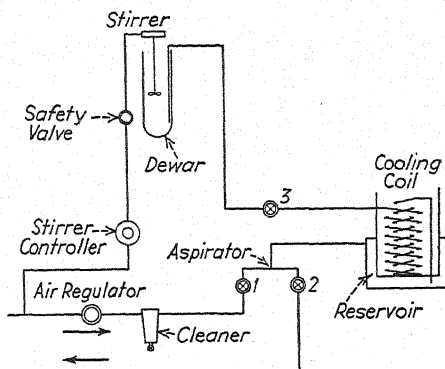 Stirrer
Safety
Valve
Dewar
Cooling
Coil
3
Stirrer
Controller
Aspirator
1
2
Air Regulator
Reservoir
Cleaner